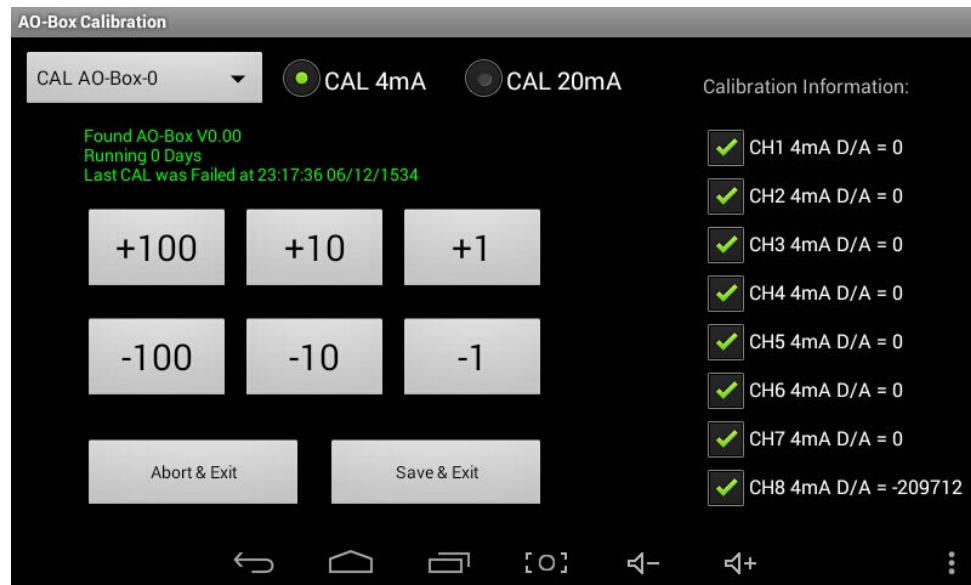 AO-Box Calibration
CAL AO-Box-0
CAL 4mA
CAL 20mA
Found AO-Box V0.00
Running 0 Days
Last CAL was Failed at 23:17:36 06/12/1534
+100
+10
+1
-100
-10
-1
Abort & Exit
Save & Exit
Calibration Information:
CH1 4mA D/A = 0
CH2 4mA D/A = 0
CH3 4mA D/A = 0
CH4 4mA D/A = 0
CH5 4mA D/A = 0
CH6 4mA D/A = 0
CH7 4mA D/A = 0
CH8 4mA D/A = -209712